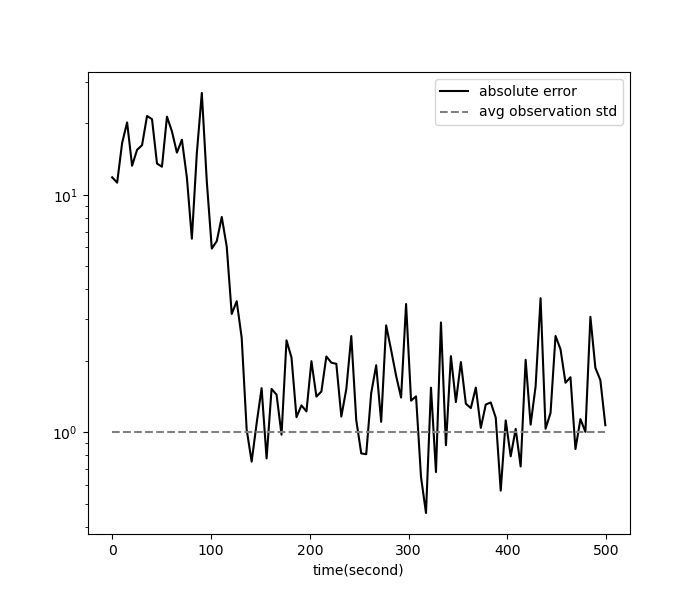 absolute error
avg observation std
10¹
10⁰
0 100 200 300 400 500
time(second)